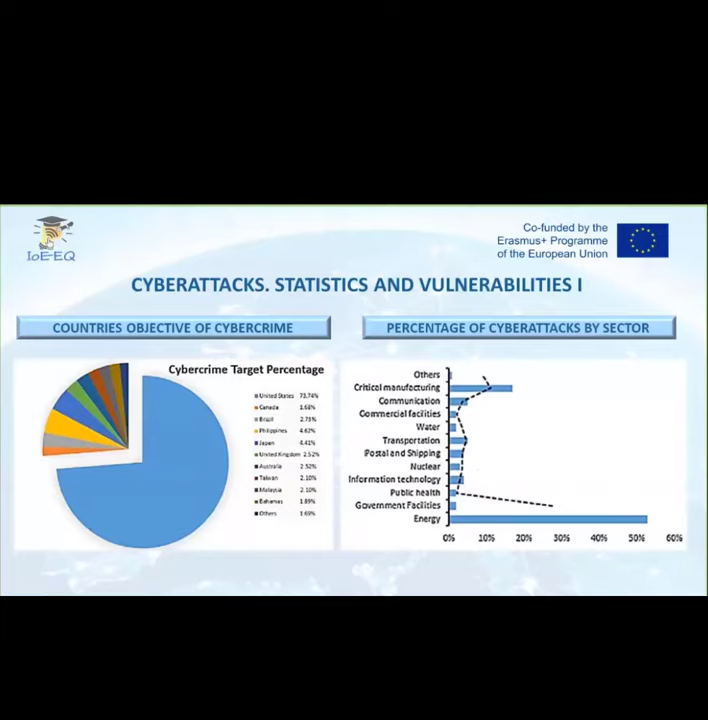 IoE-EQ
Co-funded by the
Erasmus+ Programme
of the European Union
CYBERATTACKS. STATISTICS AND VULNERABILITIES I
COUNTRIES OBJECTIVE OF CYBERCRIME
PERCENTAGE OF CYBERATTACKS BY SECTOR
Cybercrime Target Percentage
United States 73.74%
Canada 1.68%
Brazil 2.73%
Philippines 4.62%
Japan 4.41%
United Kingdom 2.52%
Australia 2.52%
Taiwan 2.10%
Malaysia 2.10%
Bahamas 1.89%
Others 1.69%
Others
Critical manufacturing
Communication
Commercial facilities
Water
Transportation
Postal and Shipping
Nuclear
Information technology
Public health
Government Facilities
Energy
0% 10% 20% 30% 40% 50% 60%